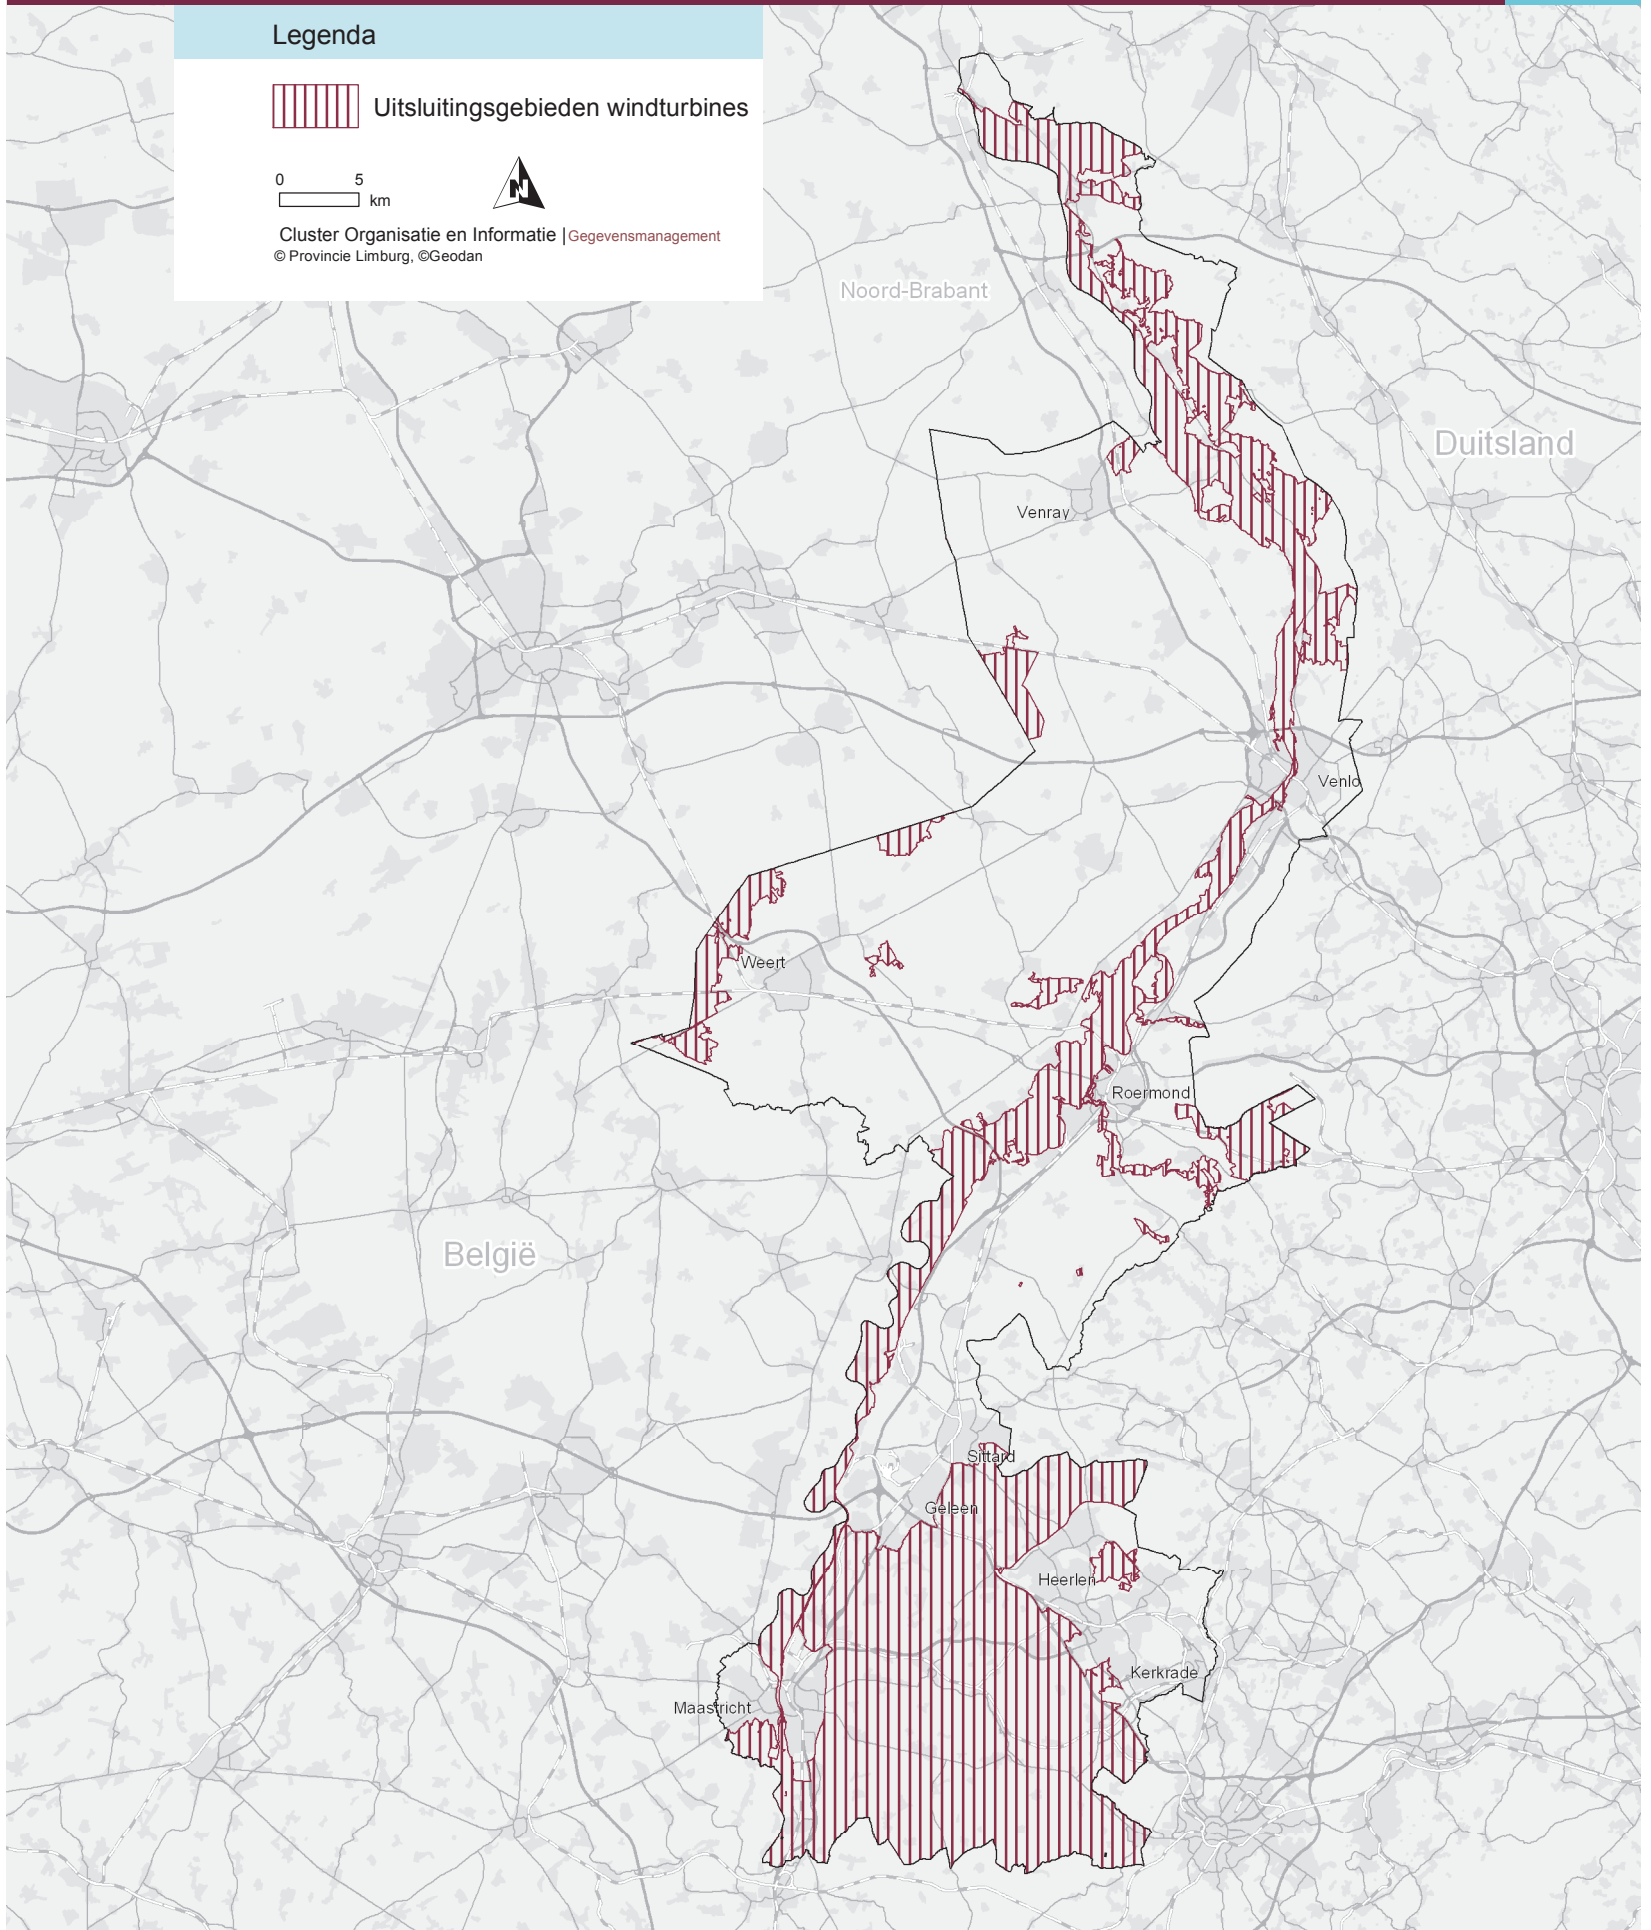 Legenda
Uitsluitingsgebieden windturbines
0 5
km
N
Cluster Organisatie en Informatie | Gegevensmanagement
© Provincie Limburg, ©Geodan
Noord-Brabant
Duitsland
Venray
Venlo
Weert
Roermond
België
Sittard
Geleen
Heerlen
Kerkrade
Maastricht